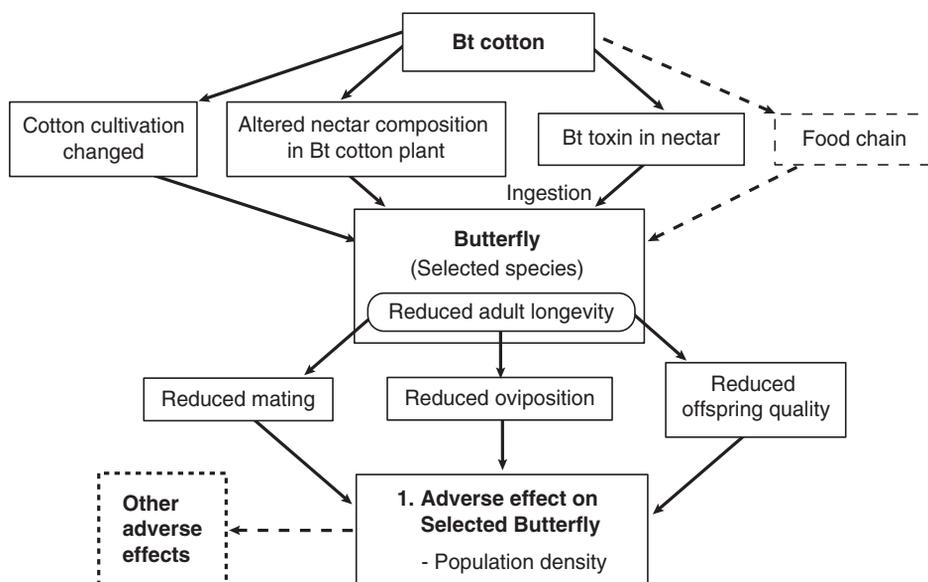 Bt cotton
Cotton cultivation
changed
Altered nectar composition
in Bt cotton plant
Bt toxin in nectar
Food chain
Ingestion
Butterfly
(Selected species)
Reduced adult longevity
Reduced mating
Reduced oviposition
Reduced
offspring quality
Other
adverse
effects
1. Adverse effect on
Selected Butterfly
- Population density